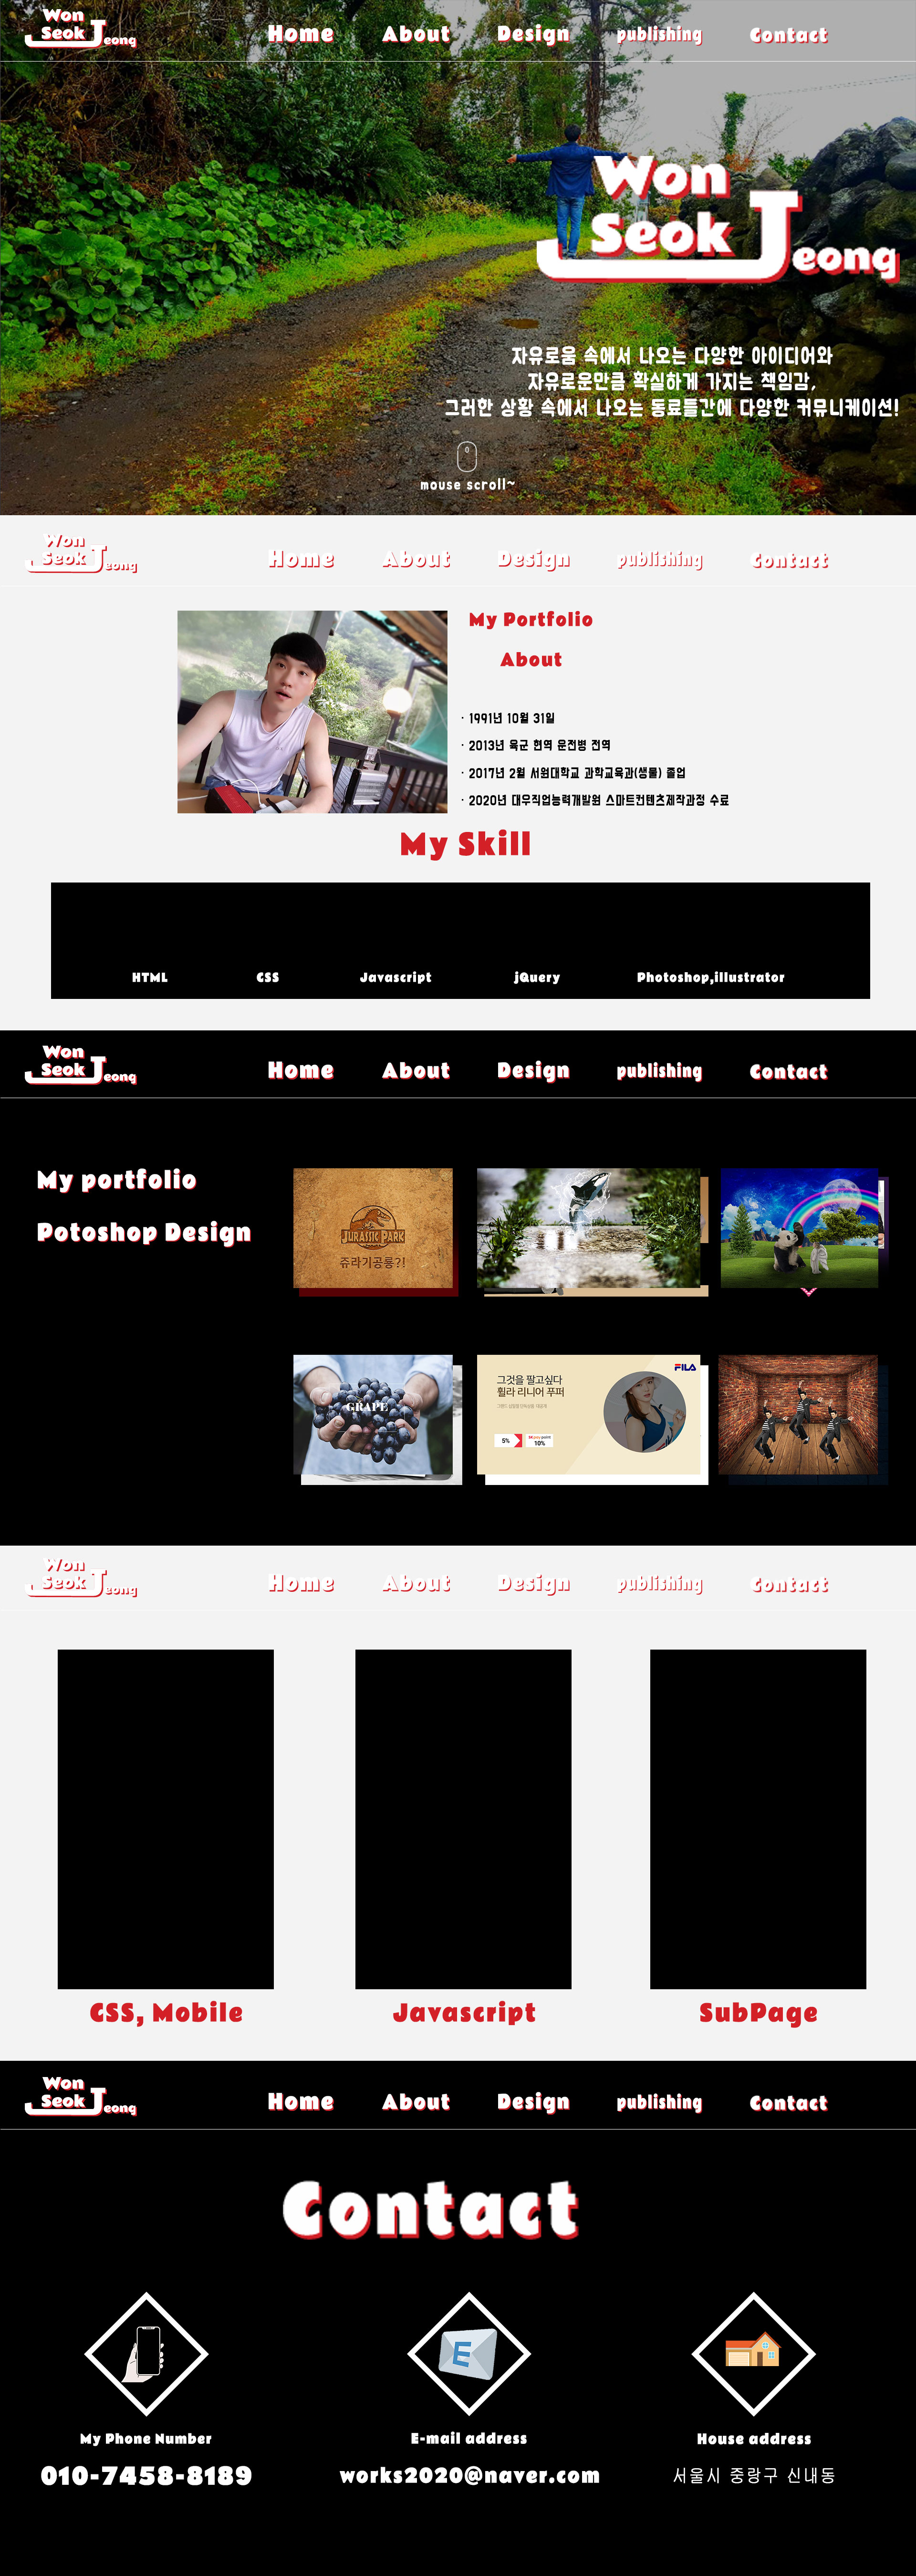 Won
Seok Jeong
Home About Design publishing Contact
Won
Seok Jeong
자유로움 속에서 나오는 다양한 아이디어와
자유로운만큼 확실하게 가지는 책임감,
그러한 상황 속에서 나오는 동료들간에 다양한 커뮤니케이션!
mouse scroll~
Won
Seok Jeong
Home About Design publishing Contact
My Portfolio
About
· 1991년 10월 31일
· 2013년 육군 현역 운전병 전역
· 2017년 2월 서원대학교 과학교육과(생물) 졸업
· 2020년 대우직업능력개발원 스마트컨텐츠제작과정 수료
My Skill
HTML CSS Javascript jQuery Photoshop,illustrator
Won
Seok Jeong
Home About Design publishing Contact
My portfolio
Potoshop Design
JURASSIC PARK
쥬라기공룡?!
GRAPE
FILA
그것을 팔고싶다
휠라 리니어 푸퍼
5%
10%
Won
Seok Jeong
Home About Design publishing Contact
CSS, Mobile Javascript SubPage
Won
Seok Jeong
Home About Design publishing Contact
Contact
E
My Phone Number E-mail address House address
010-7458-8189 works2020@naver.com 서울시 중랑구 신내동